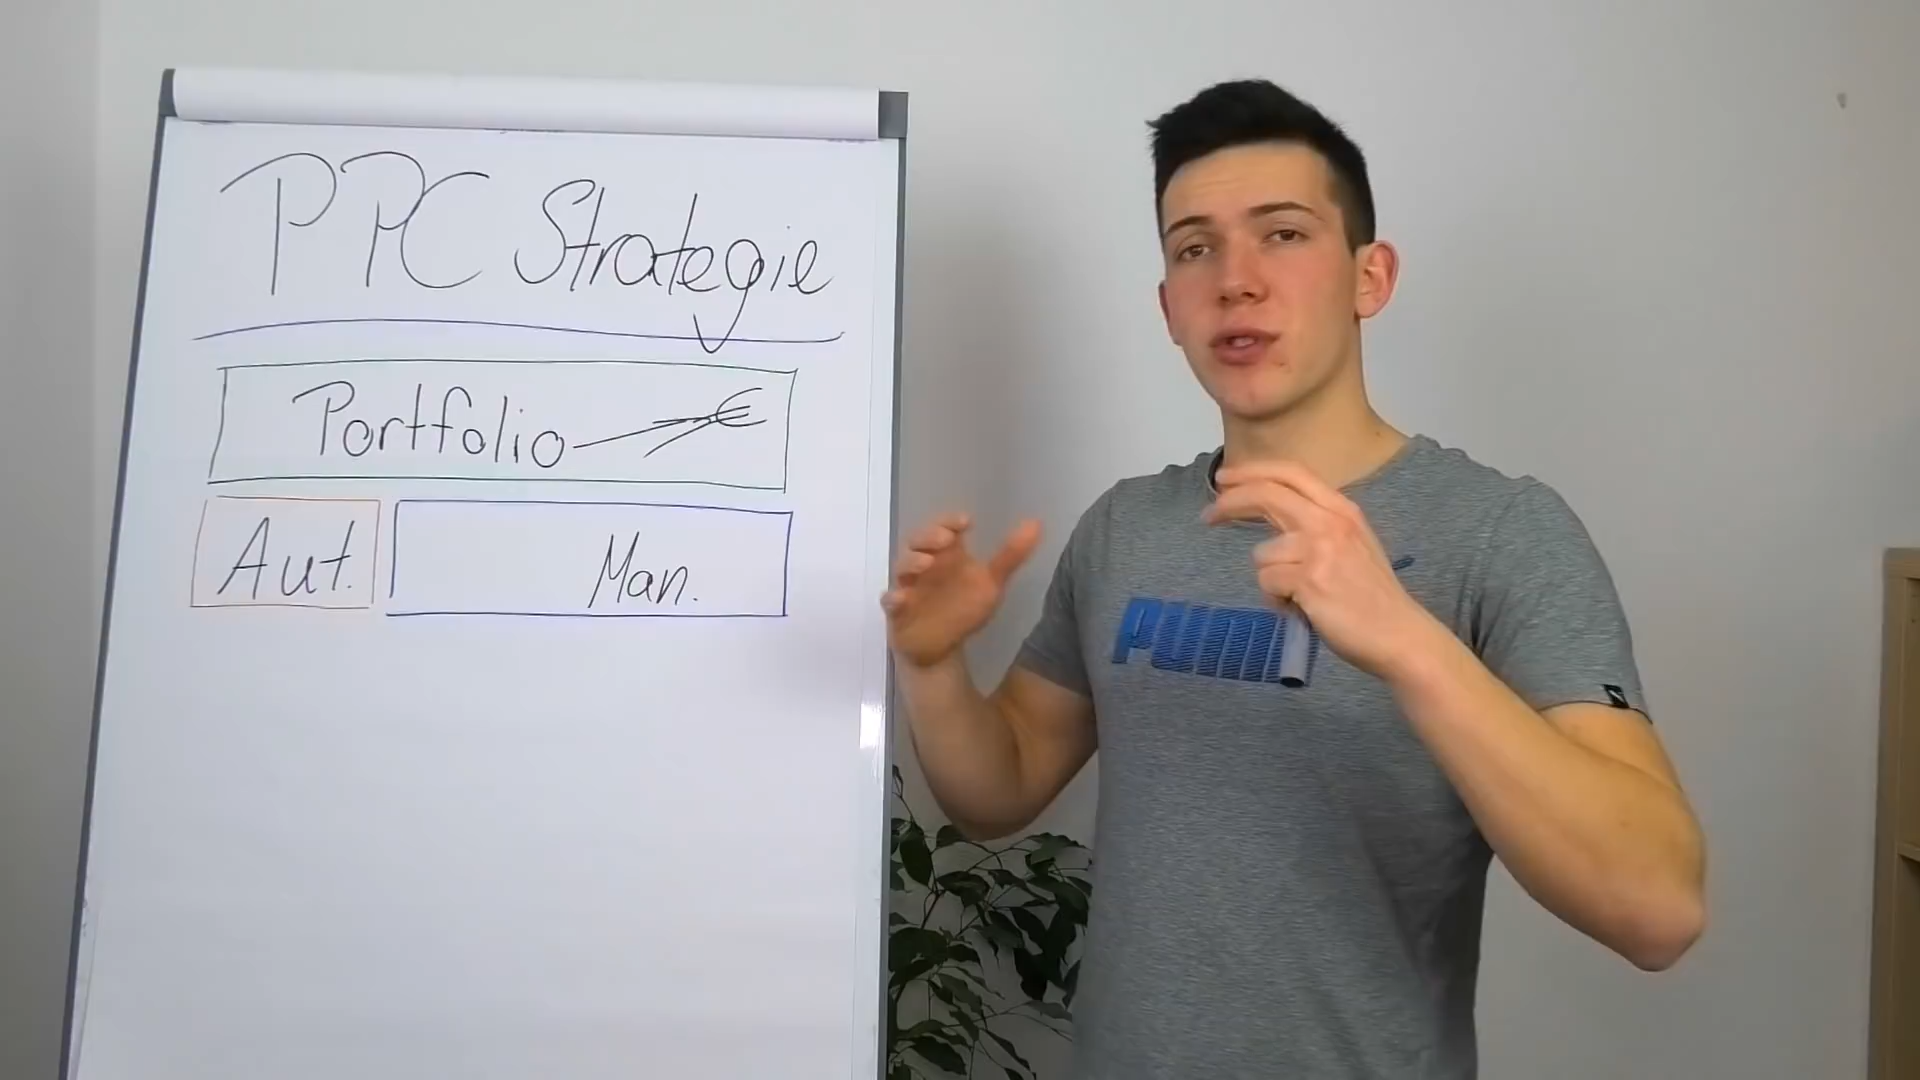 PPC Strategie
Portfolio €
Aut. Man.
PUMA